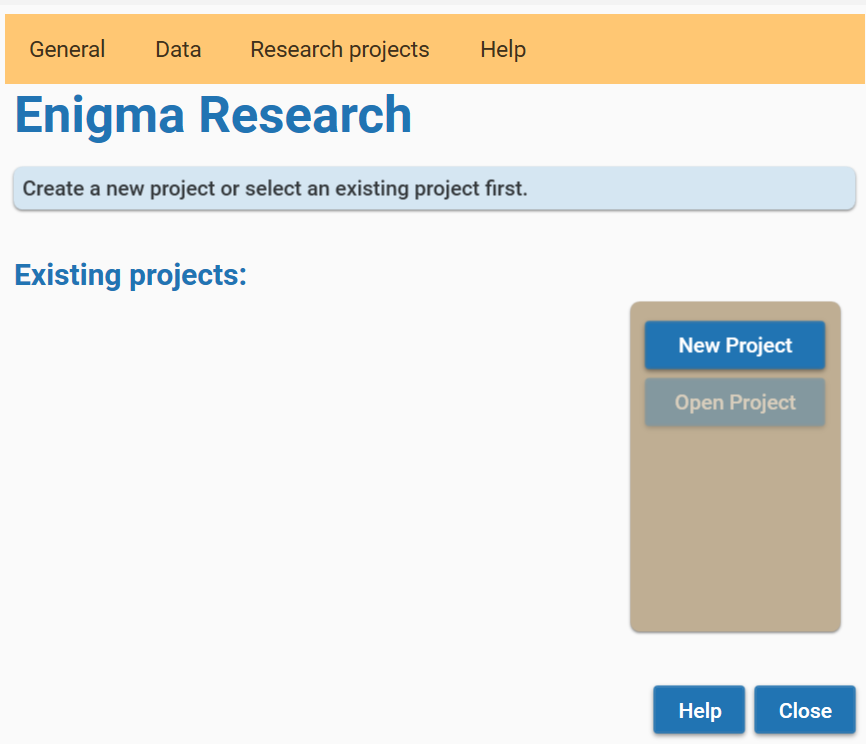 General Data Research projects Help
Enigma Research
Create a new project or select an existing project first.
Existing projects:
New Project
Open Project
Help Close